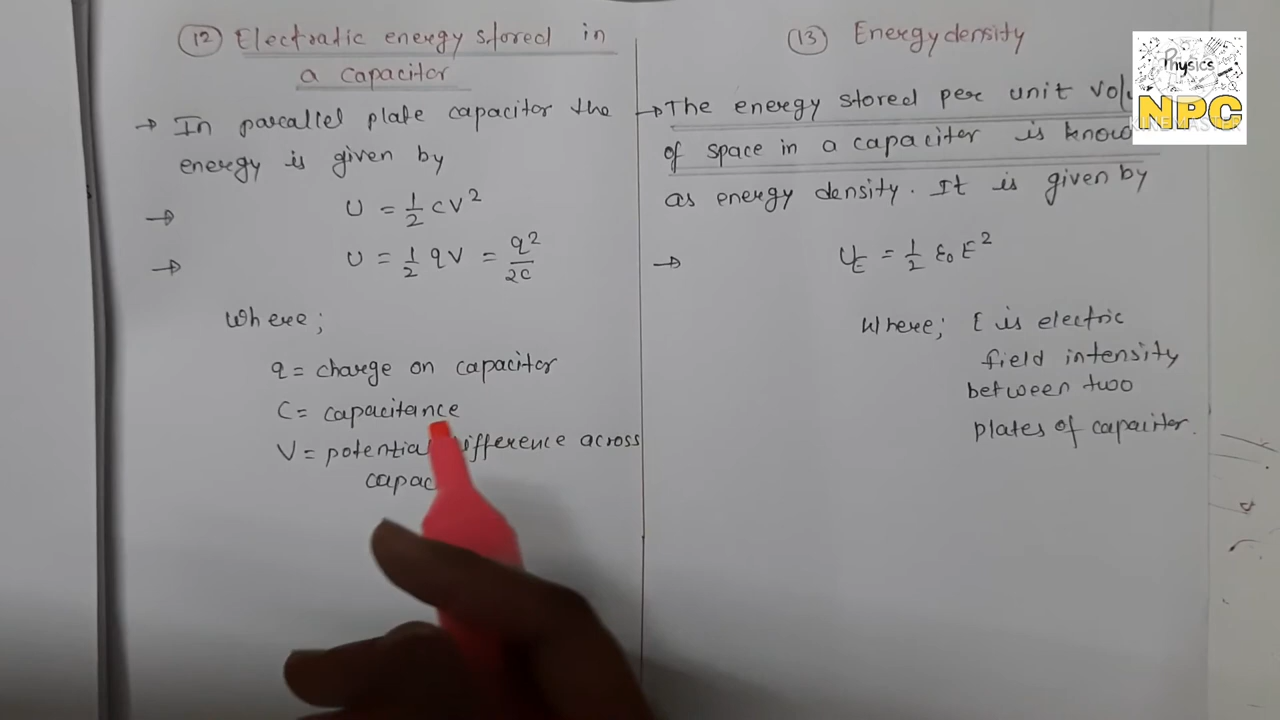 12 Electratic energy stored in
a capacitor
→ In parallel plate capacitor the
energy is given by
→ U = 1/2 CV²
→ U = 1/2 qV = q²/2C
Where;
q = charge on capacitor
C = capacitance
V = potential difference across
13 Energy density
→ The energy stored per unit
of space in a capacitor is
as energy density. It is given by
→ U_E = 1/2 ε₀ E²
Where; E is electric
field intensity
between two
plates of capacitor.
Physics
NPC